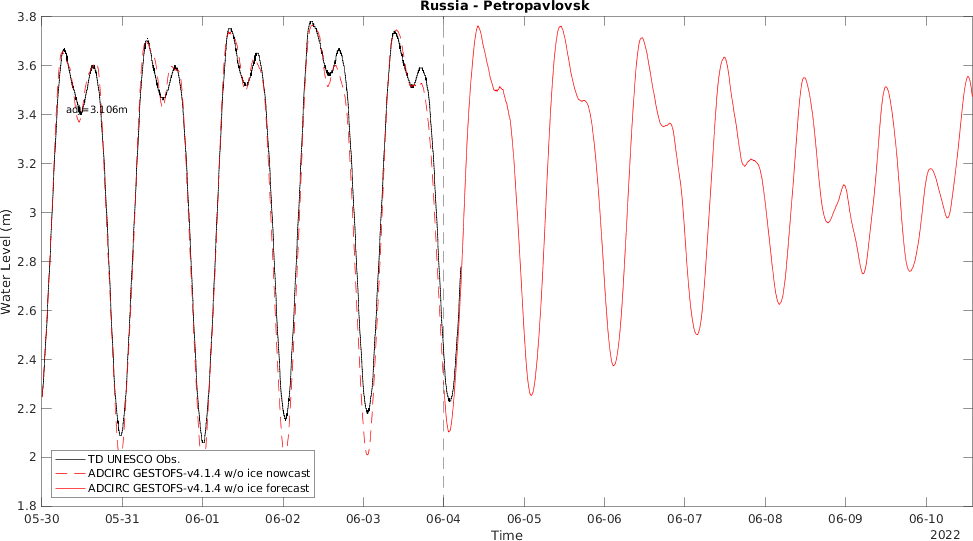 Russia - Petropavlovsk
3.8
3.6
3.4
3.2
3
2.8
2.6
2.4
2.2
2
1.8
Water Level (m)
adj=3.106m
TD UNESCO Obs.
ADCIRC GESTOFS-v4.1.4 w/o ice nowcast
ADCIRC GESTOFS-v4.1.4 w/o ice forecast
05-30 05-31 06-01 06-02 06-03 06-04 06-05 06-06 06-07 06-08 06-09 06-10
Time
2022